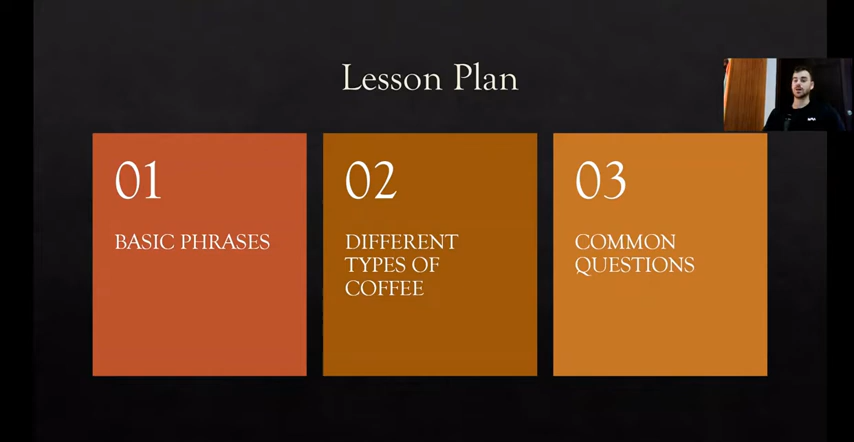 Lesson Plan
01
BASIC PHRASES
02
DIFFERENT
TYPES OF
COFFEE
03
COMMON
QUESTIONS